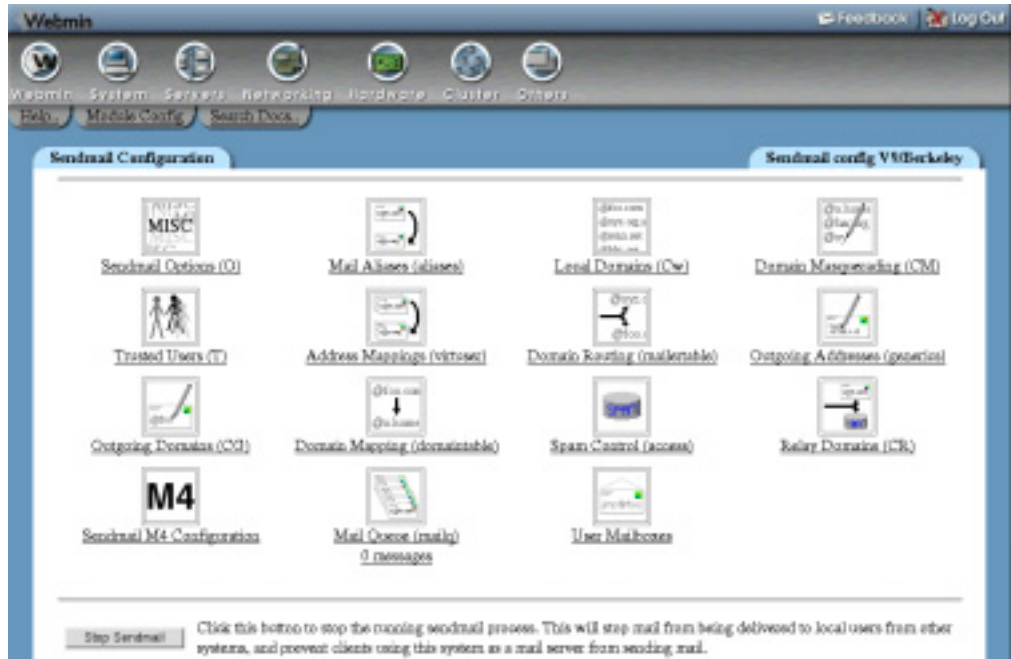 Webmin
Feedback Log Out
Webmin System Servers Networking Hardware Cluster Others
Help.. Module Config Search Docs..
Sendmail Configuration Sendmail config V8/Berkeley
MISC
Sendmail Options (O) Mail Aliases (aliases) Local Domains (Cw) Domain Masquerading (CM)
Trusted Users (T) Address Mappings (virtuser) Domain Routing (mailertable) Outgoing Addresses (generics)
SPAM
Outgoing Domains (CG) Domain Mapping (domaintable) Spam Control (access) Relay Domains (CR)
M4
Sendmail M4 Configuration Mail Queue (mailq) User Mailboxes
0 messages
Stop Sendmail Click this button to stop the running sendmail process. This will stop mail from being delivered to local users from other
systems, and prevent clients using this system as a mail server from sending mail.